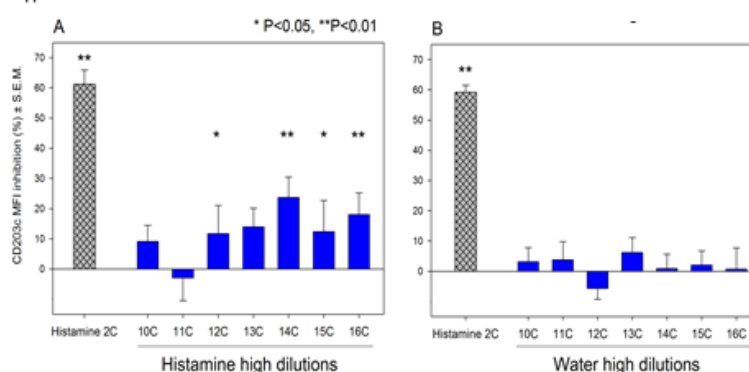 A
* P<0.05, **P<0.01
CD203c MFI inhibition (%) ± S.E.M.
70
60
50
40
30
20
10
0
**
*
**
*
**
Histamine 2C 10C 11C 12C 13C 14C 15C 16C
Histamine high dilutions
B
70
60
50
40
30
20
10
0
**
Histamine 2C 10C 11C 12C 13C 14C 15C 16C
Water high dilutions